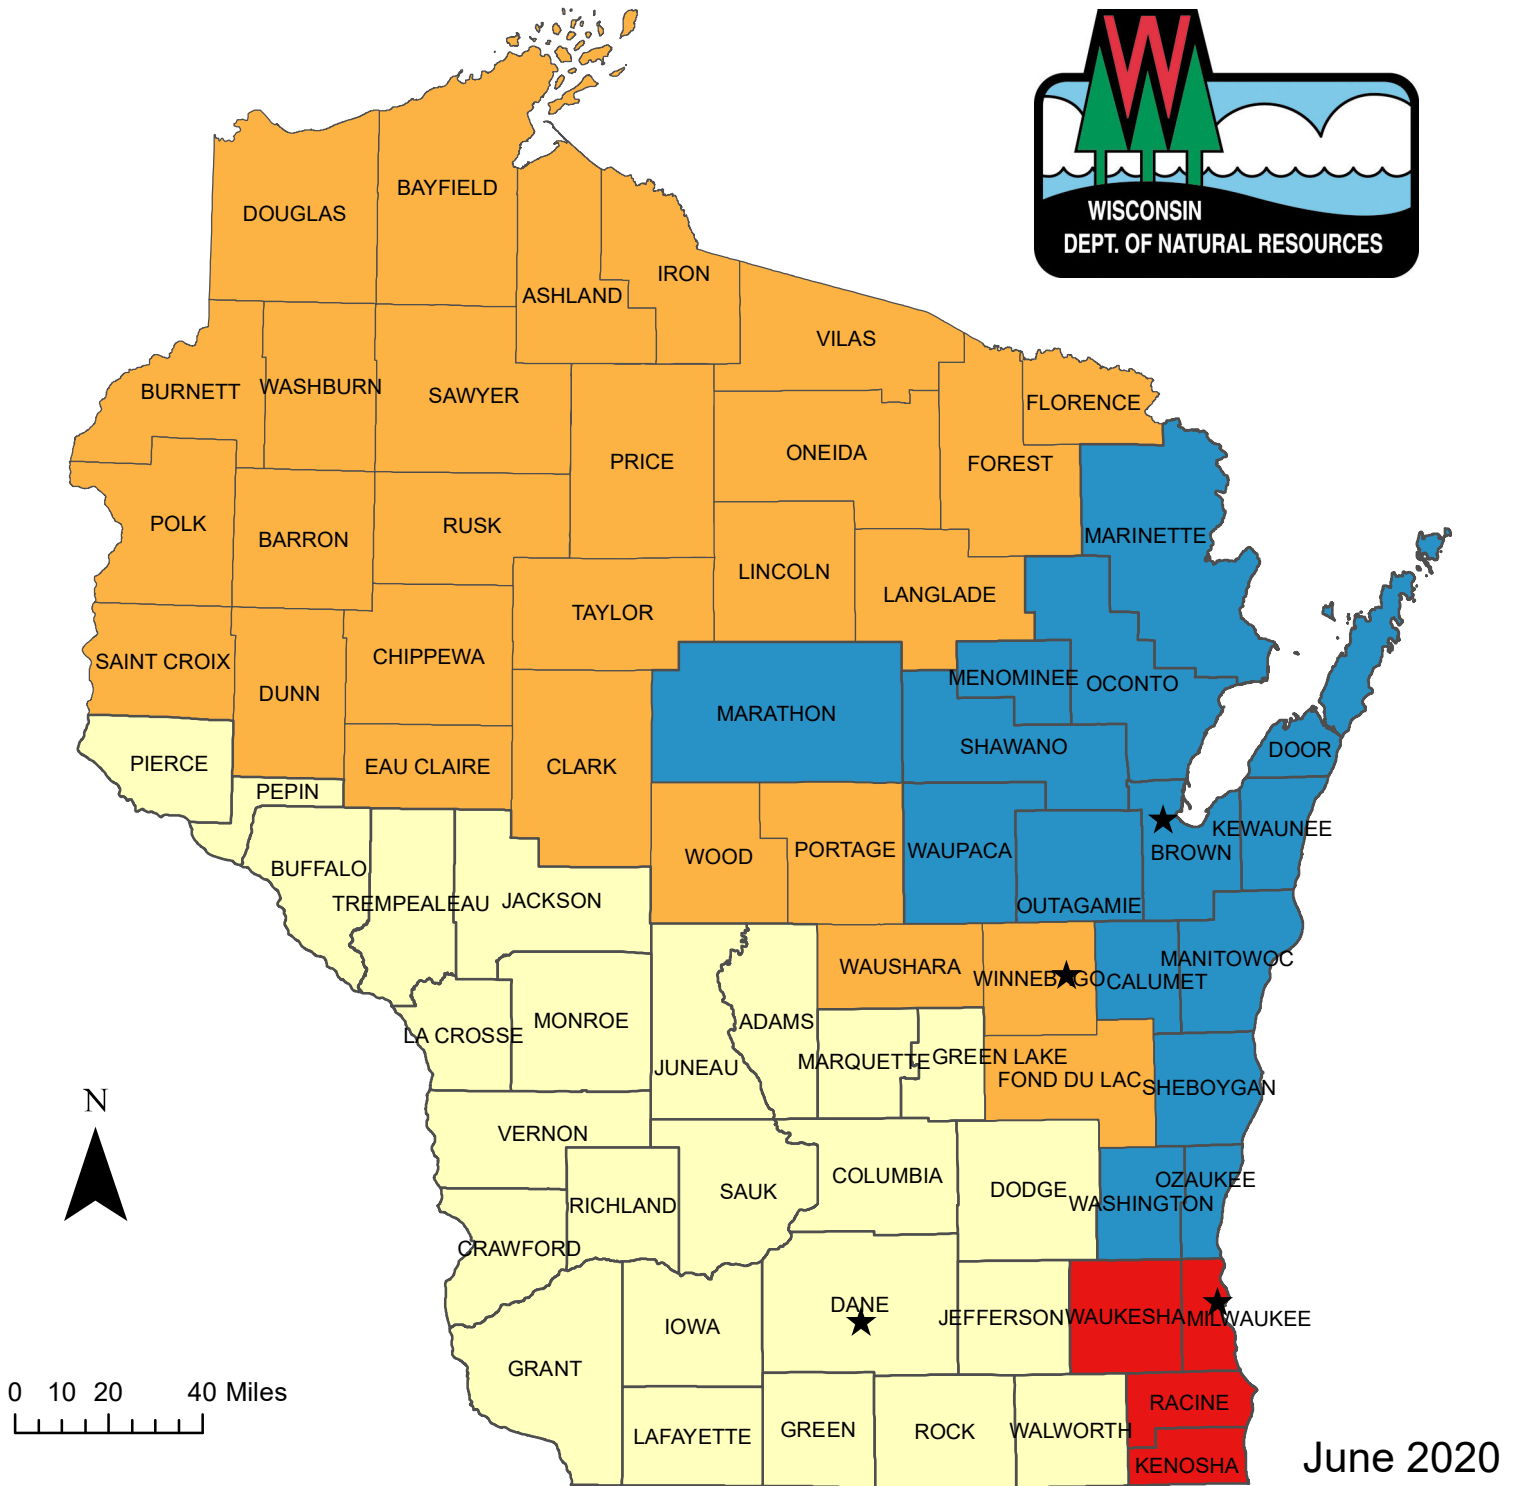 WISCONSIN
DEPT. OF NATURAL RESOURCES
BAYFIELD
DOUGLAS
IRON
ASHLAND
VILAS
BURNETT
WASHBURN
SAWYER
FLORENCE
ONEIDA
PRICE
FOREST
POLK
RUSK
BARRON
MARINETTE
LINCOLN
LANGLADE
TAYLOR
SAINT CROIX
CHIPPEWA
MENOMINEE
OCONTO
DUNN
MARATHON
SHAWANO
DOOR
PIERCE
EAU CLAIRE
CLARK
PEPIN
KEWAUNEE
PORTAGE
WAUPACA
BROWN
WOOD
BUFFALO
TREMPEALEAU
JACKSON
OUTAGAMIE
MANITOWOC
WAUSHARA
WINNEBAGO
CALUMET
MONROE
ADAMS
LA CROSSE
GREEN LAKE
MARQUETTE
JUNEAU
FOND DU LAC
SHEBOYGAN
N
VERNON
COLUMBIA
OZAUKEE
DODGE
SAUK
WASHINGTON
RICHLAND
CRAWFORD
DANE
JEFFERSON
WAUKESHA
MILWAUKEE
IOWA
GRANT
0 10 20 40 Miles
RACINE
GREEN
ROCK
WALWORTH
LAFAYETTE
KENOSHA
June 2020